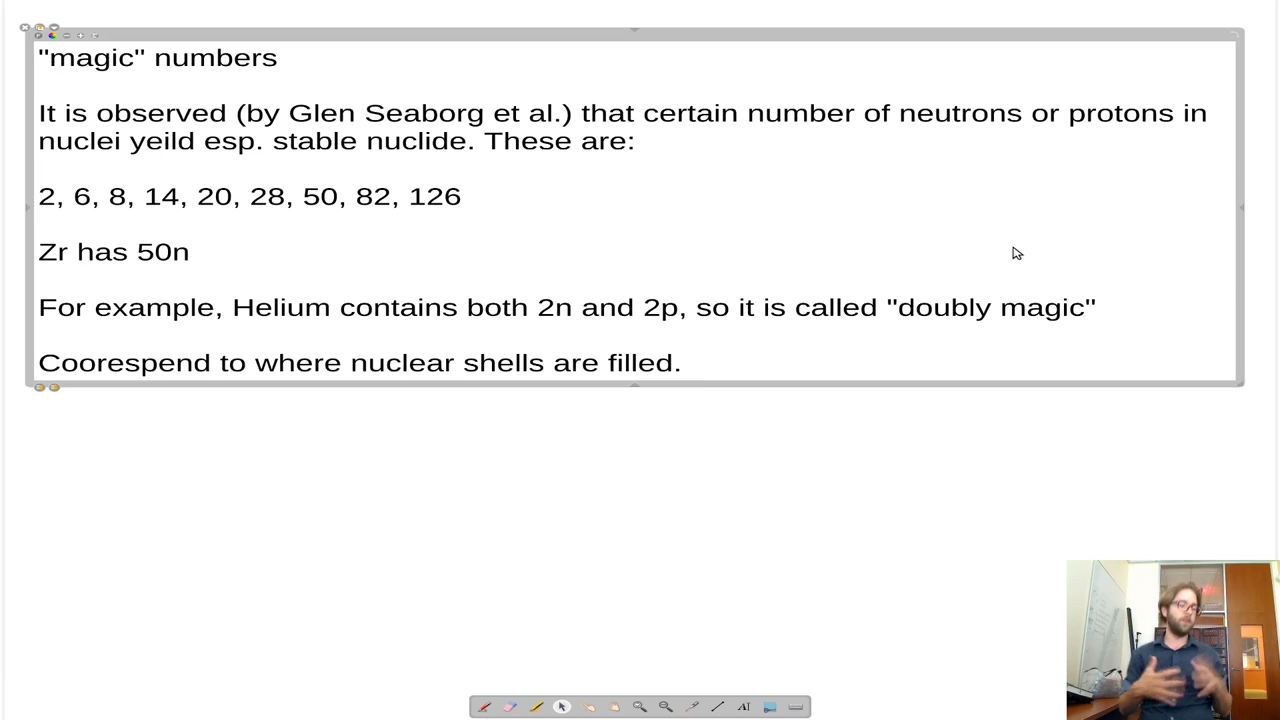 "magic" numbers
It is observed (by Glen Seaborg et al.) that certain number of neutrons or protons in
nuclei yeild esp. stable nuclide. These are:
2, 6, 8, 14, 20, 28, 50, 82, 126
Zr has 50n
For example, Helium contains both 2n and 2p, so it is called "doubly magic"
Coorespend to where nuclear shells are filled.